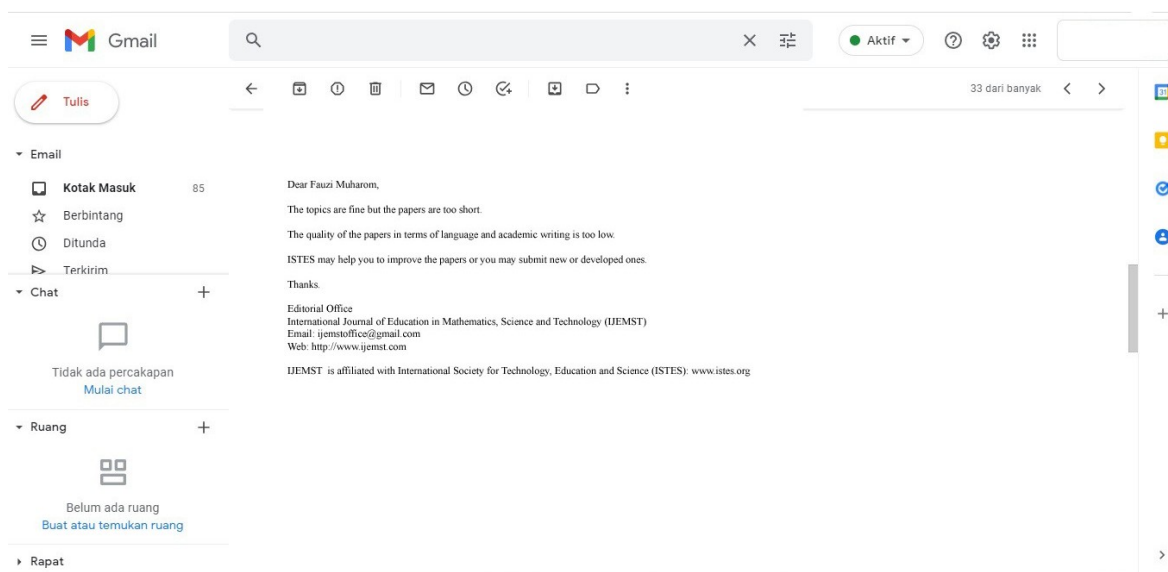 Gmail
Aktif
Tulis
33 dari banyak
Email
Kotak Masuk 85
Berbintang
Ditunda
Terkirim
Chat
Tidak ada percakapan
Mulai chat
Ruang
Belum ada ruang
Buat atau temukan ruang
Rapat
Dear Fauzi Muharom,
The topics are fine but the papers are too short.
The quality of the papers in terms of language and academic writing is too low.
ISTES may help you to improve the papers or you may submit new or developed ones.
Thanks.
Editorial Office
International Journal of Education in Mathematics, Science and Technology (IJEMST)
Email: ijemstoffice@gmail.com
Web: http://www.ijemst.com
IJEMST is affiliated with International Society for Technology, Education and Science (ISTES): www.istes.org
31